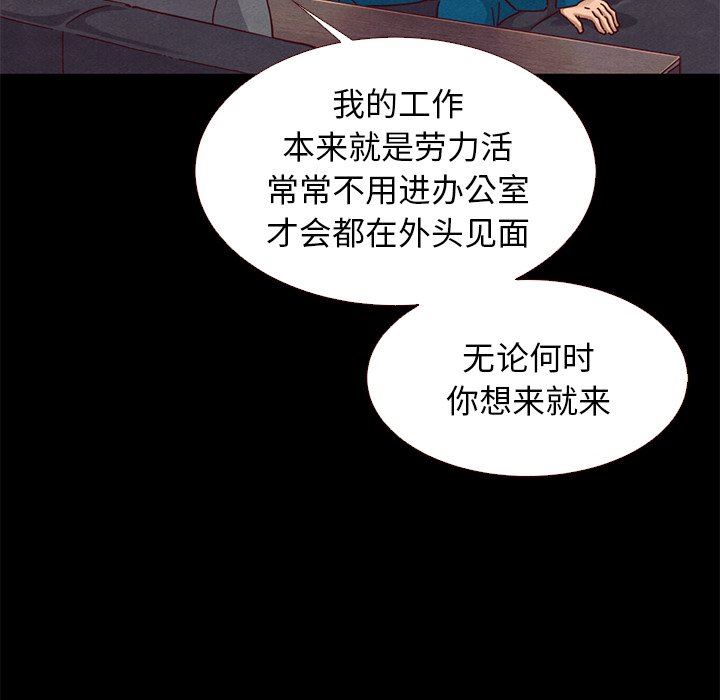 我的工作
本来就是劳力活
常常不用进办公室
才会都在外头见面
无论何时
你想来就来